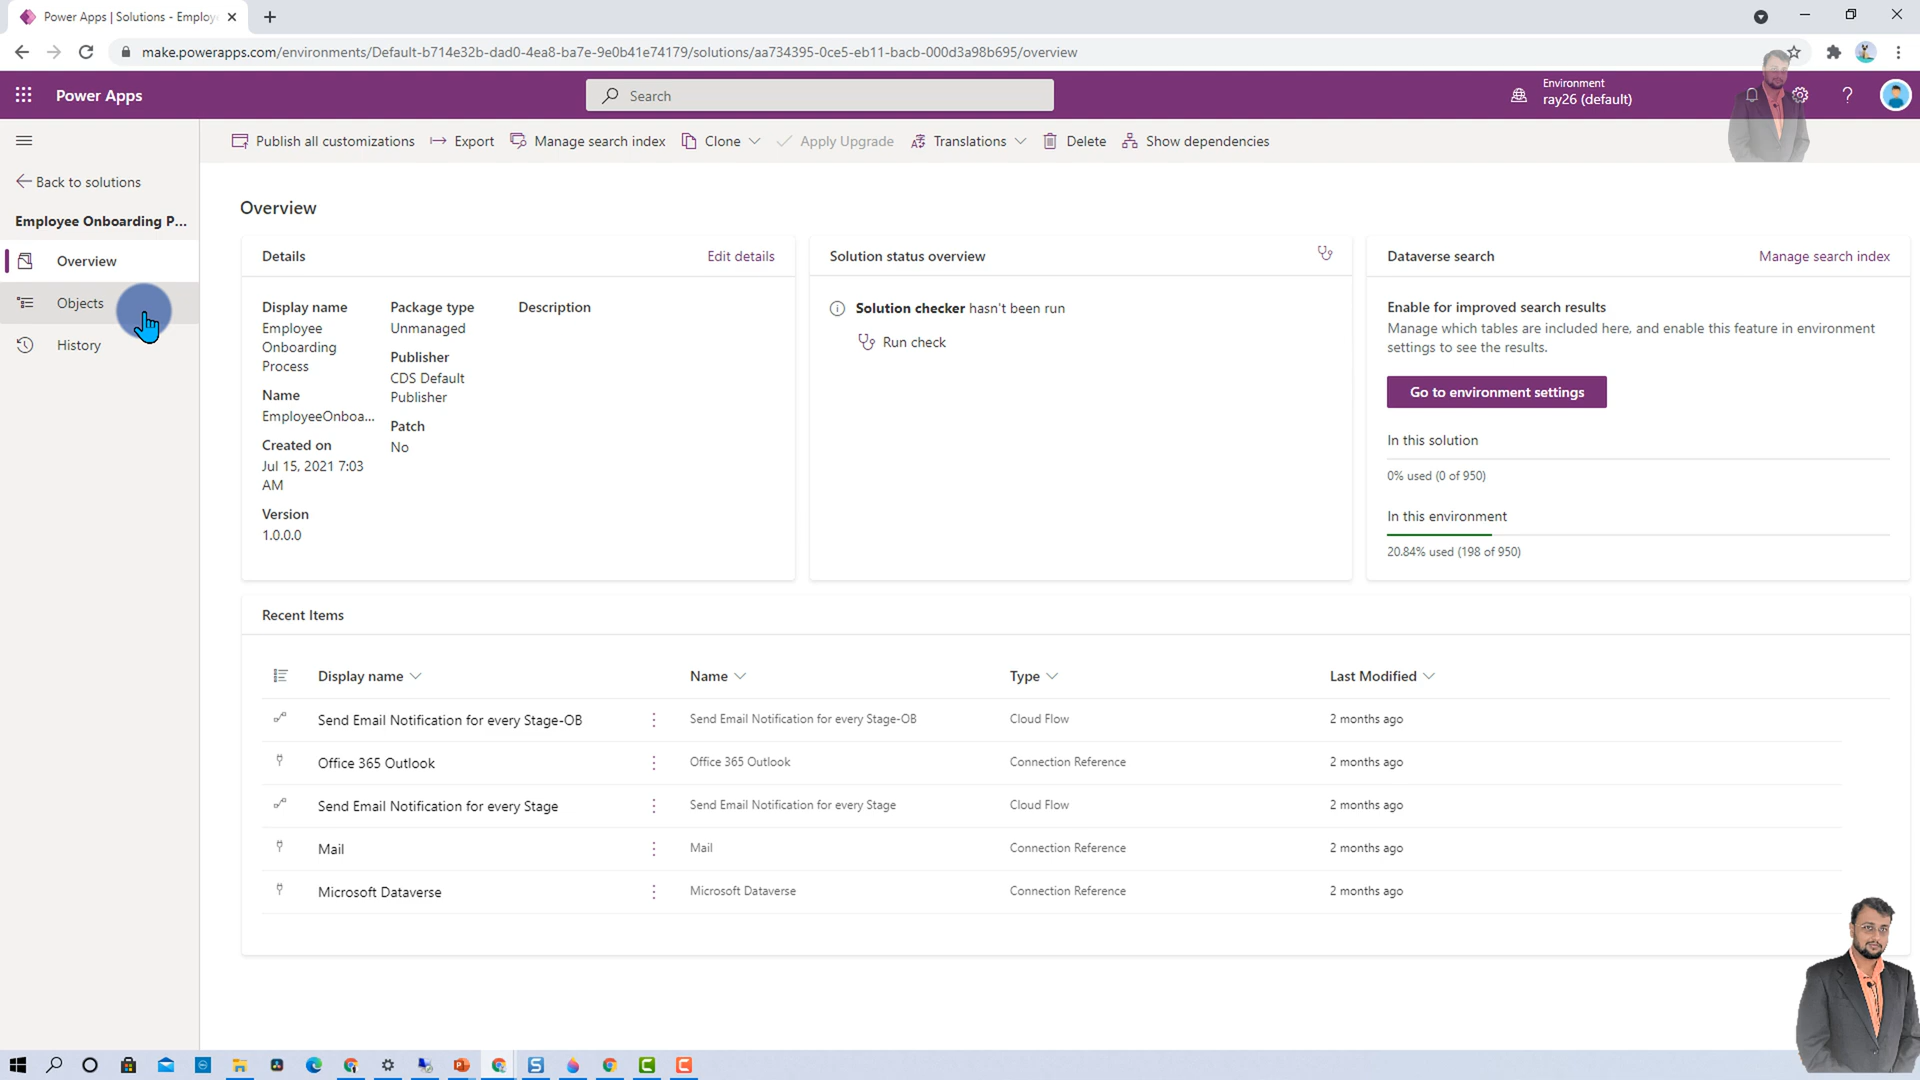 Power Apps | Solutions - Employ
make.powerapps.com/environments/Default-b714e32b-dad0-4ea8-ba7e-9e0b41e74179/solutions/aa734395-0ce5-eb11-bacb-000d3a98b695/overview
Power Apps
Search
Environment
ray26 (default)
Publish all customizations
Export
Manage search index
Clone
Apply Upgrade
Translations
Delete
Show dependencies
Back to solutions
Employee Onboarding P...
Overview
Objects
History
Overview
Details
Edit details
Display name
Employee
Onboarding
Process
Name
EmployeeOnboa...
Created on
Jul 15, 2021 7:03
AM
Version
1.0.0.0
Package type
Unmanaged
Publisher
CDS Default
Publisher
Patch
No
Description
Solution status overview
Solution checker hasn't been run
Run check
Dataverse search
Manage search index
Enable for improved search results
Manage which tables are included here, and enable this feature in environment
settings to see the results.
Go to environment settings
In this solution
0% used (0 of 950)
In this environment
20.84% used (198 of 950)
Recent Items
Display name Name Type Last Modified
Send Email Notification for every Stage-OB Send Email Notification for every Stage-OB Cloud Flow 2 months ago
Office 365 Outlook Office 365 Outlook Connection Reference 2 months ago
Send Email Notification for every Stage Send Email Notification for every Stage Cloud Flow 2 months ago
Mail Mail Connection Reference 2 months ago
Microsoft Dataverse Microsoft Dataverse Connection Reference 2 months ago